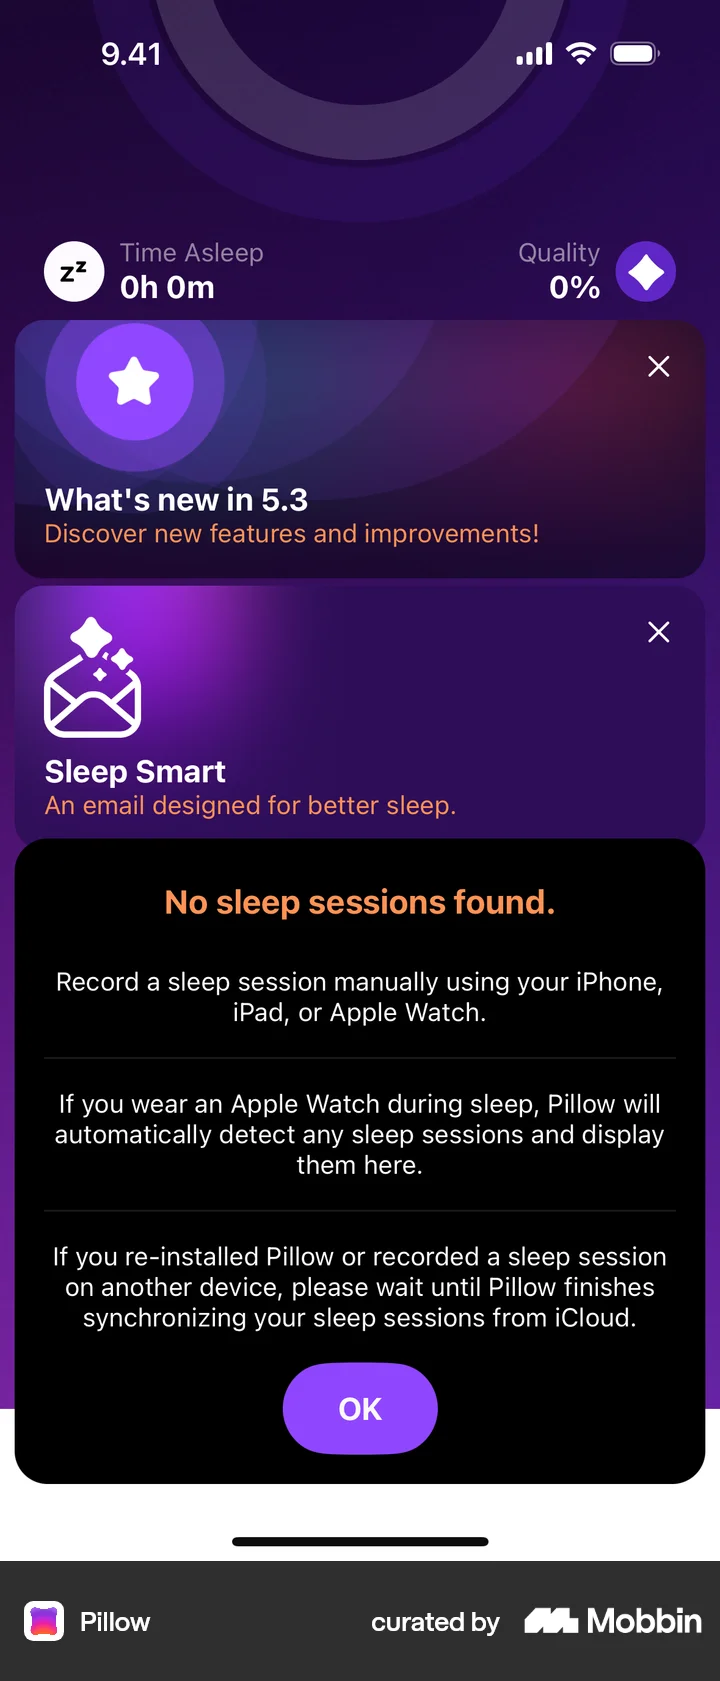 9.41
Time Asleep
0h 0m
Quality
0%
What's new in 5.3
Discover new features and improvements!
Sleep Smart
An email designed for better sleep.
No sleep sessions found.
Record a sleep session manually using your iPhone,
iPad, or Apple Watch.
If you wear an Apple Watch during sleep, Pillow will
automatically detect any sleep sessions and display
them here.
If you re-installed Pillow or recorded a sleep session
on another device, please wait until Pillow finishes
synchronizing your sleep sessions from iCloud.
OK
Pillow
curated by Mobbin